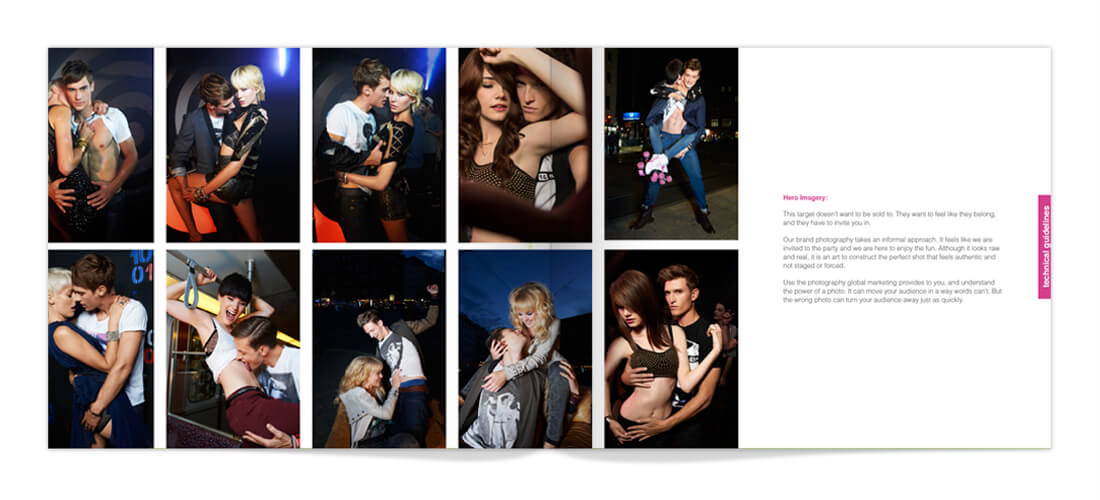 Hero Imagery:
This target doesn't want to be sold to. They want to feel like they belong,
and they have to invite you in.
Our brand photography takes an informal approach. It feels like we are
invited to the party and we are here to enjoy the fun. Although it looks raw
and real, it is an art to construct the perfect shot that feels authentic and
not staged or forced.
Use the photography global marketing provides to you, and understand
the power of a photo. It can move your audience in a way words can't. But
the wrong photo can turn your audience away just as quickly.
technical guidelines